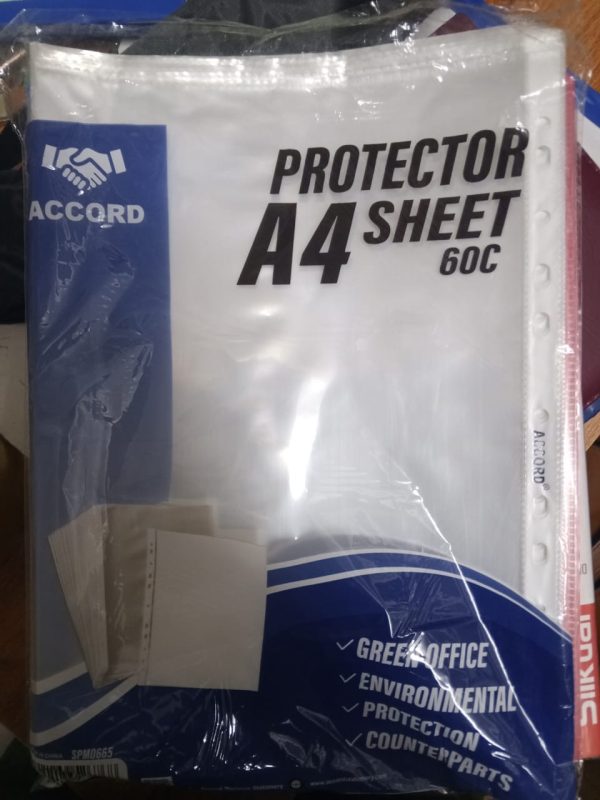 ACCORD
PROTECTOR
A4 SHEET
60C
ACCORD®
GREEN OFFICE
ENVIRONMENTAL
PROTECTION
COUNTERPARTS
SPM0665